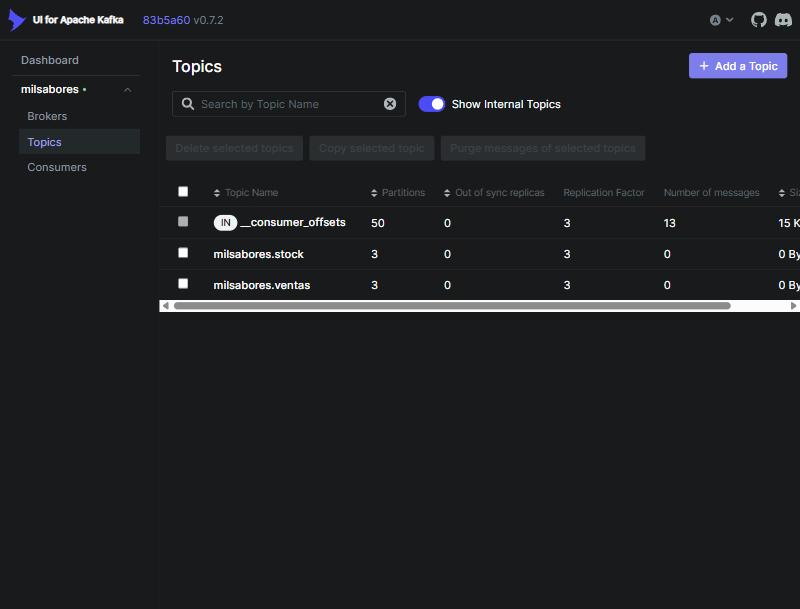 UI for Apache Kafka 83b5a60 v0.7.2 A
Dashboard
milsabores
Brokers
Topics
Consumers
Topics
Add a Topic
Search by Topic Name
Show Internal Topics
Delete selected topics Copy selected topic Purge messages of selected topics
Topic Name Partitions Out of sync replicas Replication Factor Number of messages Si
IN __consumer_offsets 50 0 3 13 15 K
milsabores.stock 3 0 3 0 0 By
milsabores.ventas 3 0 3 0 0 By